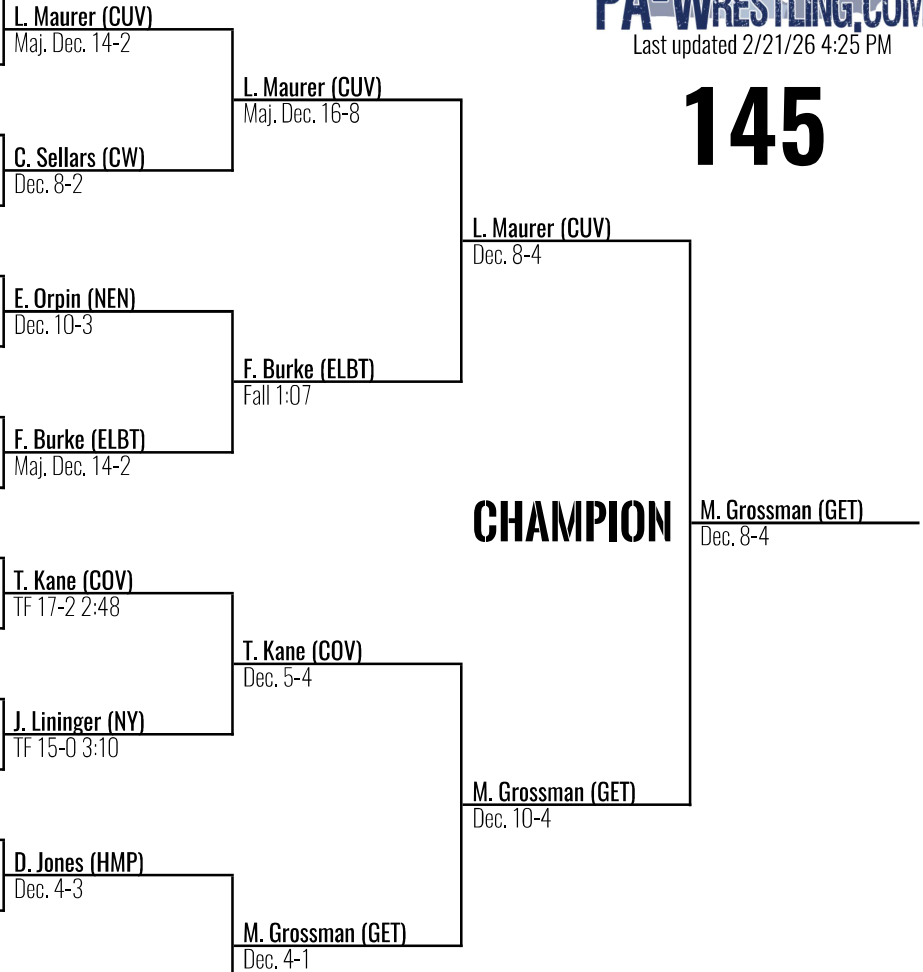 PA-WRESTLING.COM
Last updated 2/21/26 4:25 PM
145
L. Maurer (CUV)
Maj. Dec. 14-2
L. Maurer (CUV)
Maj. Dec. 16-8
C. Sellars (CW)
Dec. 8-2
L. Maurer (CUV)
Dec. 8-4
E. Orpin (NEN)
Dec. 10-3
F. Burke (ELBT)
Fall 1:07
F. Burke (ELBT)
Maj. Dec. 14-2
CHAMPION
M. Grossman (GET)
Dec. 8-4
T. Kane (COV)
TF 17-2 2:48
T. Kane (COV)
Dec. 5-4
J. Lininger (NY)
TF 15-0 3:10
M. Grossman (GET)
Dec. 10-4
D. Jones (HMP)
Dec. 4-3
M. Grossman (GET)
Dec. 4-1